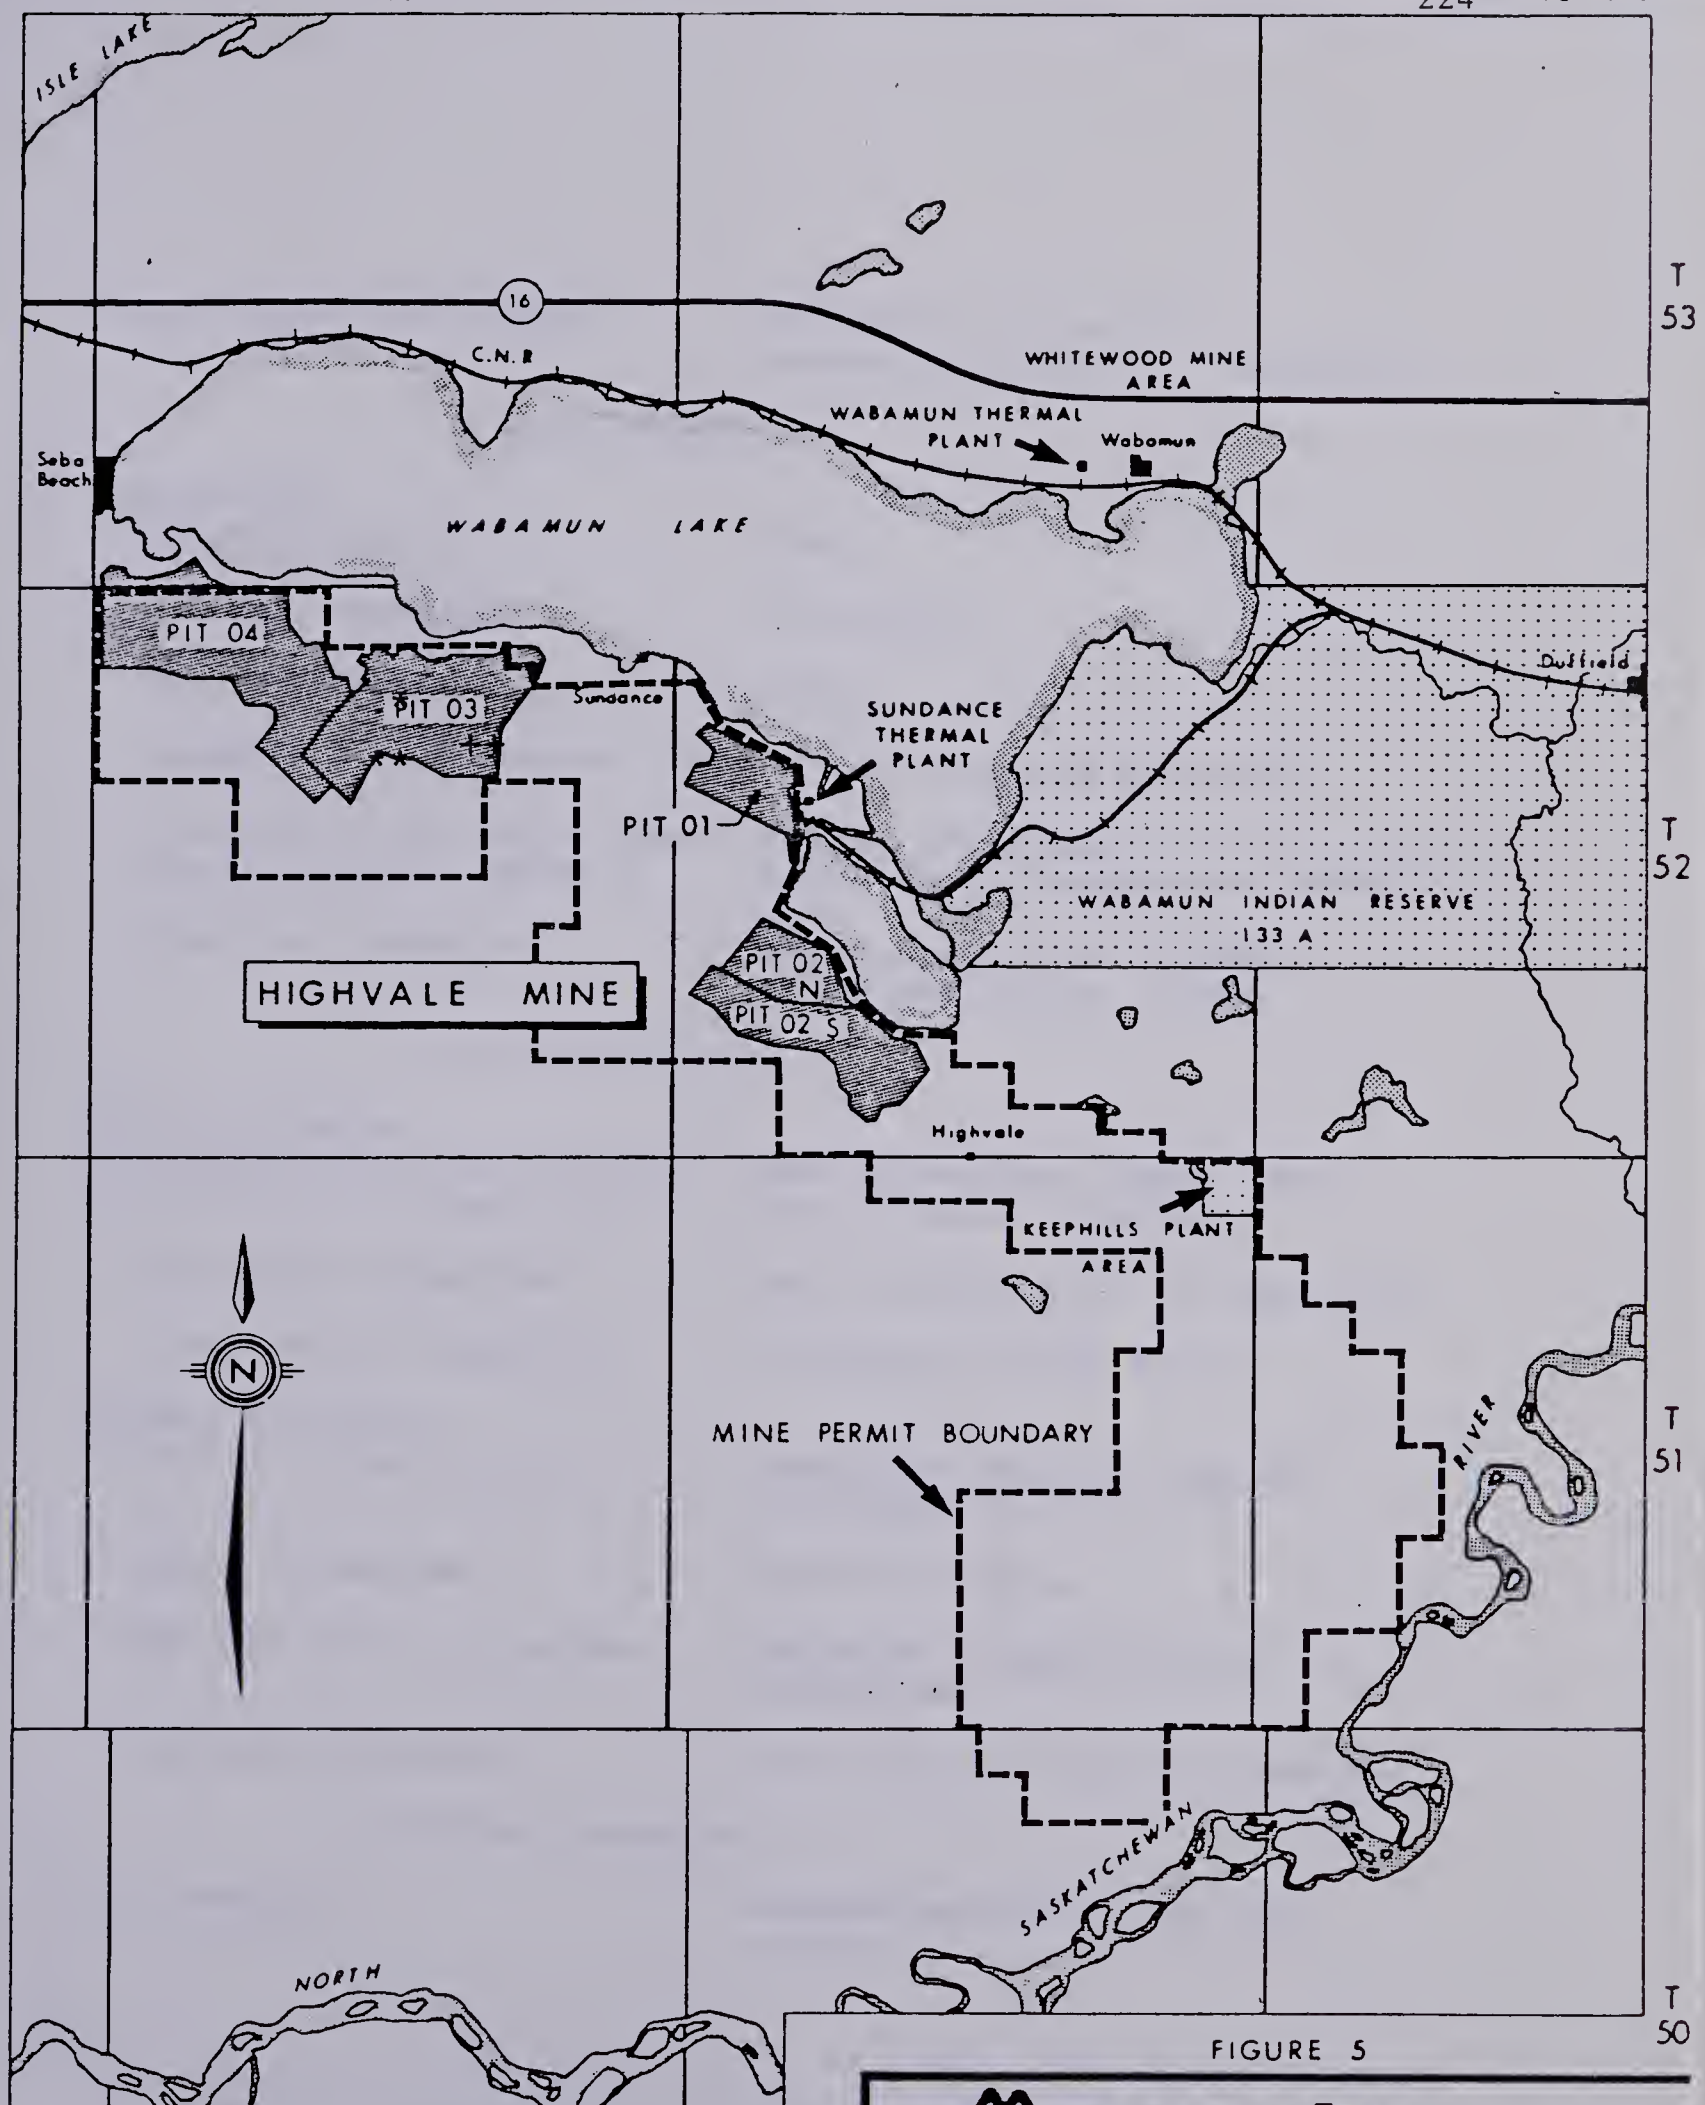 224
ISLE LAKE
T
53
16
C.N.R
WHITEWOOD MINE
AREA
WABAMUN THERMAL
PLANT
Wabamun
Seba
Beach
WABAMUN LAKE
PIT 04
Duffield
PIT 03
Sundance
SUNDANCE
THERMAL
PLANT
PIT 01
T
52
WABAMUN INDIAN RESERVE
133 A
PIT 02
N
HIGHVALE MINE
PIT 02 S
Highvale
KEEPHILLS PLANT
AREA
N
MINE PERMIT BOUNDARY
RIVER
T
51
SASKATCHEWAN
NORTH
T
50
FIGURE 5